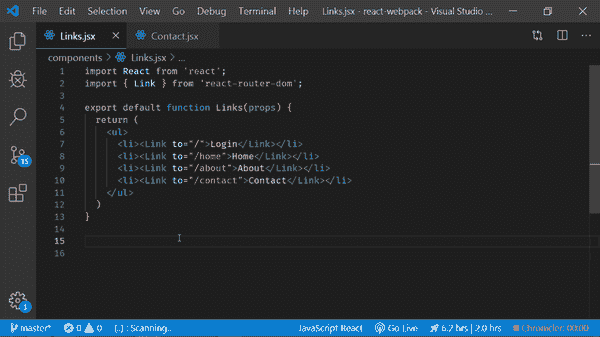 File Edit Selection View Go Debug Terminal Help Links.jsx - react-webpack - Visual Studio ...
Links.jsx Contact.jsx
components > Links.jsx > ...
1 import React from 'react';
2 import { Link } from 'react-router-dom';
3
4 export default function Links(props) {
5 return (
6 <ul>
7 <li><Link to="/">Login</Link></li>
8 <li><Link to="/home">Home</Link></li>
9 <li><Link to="/about">About</Link></li>
10 <li><Link to="/contact">Contact</Link></li>
11 </ul>
12 )
13 }
14
15
16
15
1
master* 0 0 {..} : Scanning.. JavaScript React Go Live 6.2 hrs | 2.0 hrs Chronicler 00:00